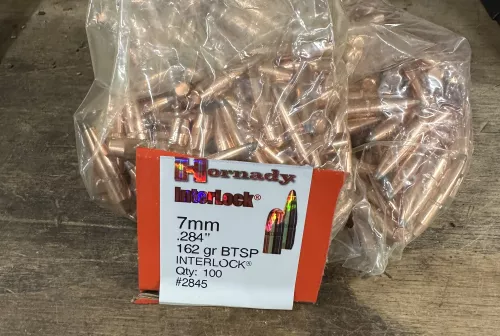 Hornady
InterLock®
7mm
.284"
162 gr BTSP
INTERLOCK®
Qty: 100
#2845